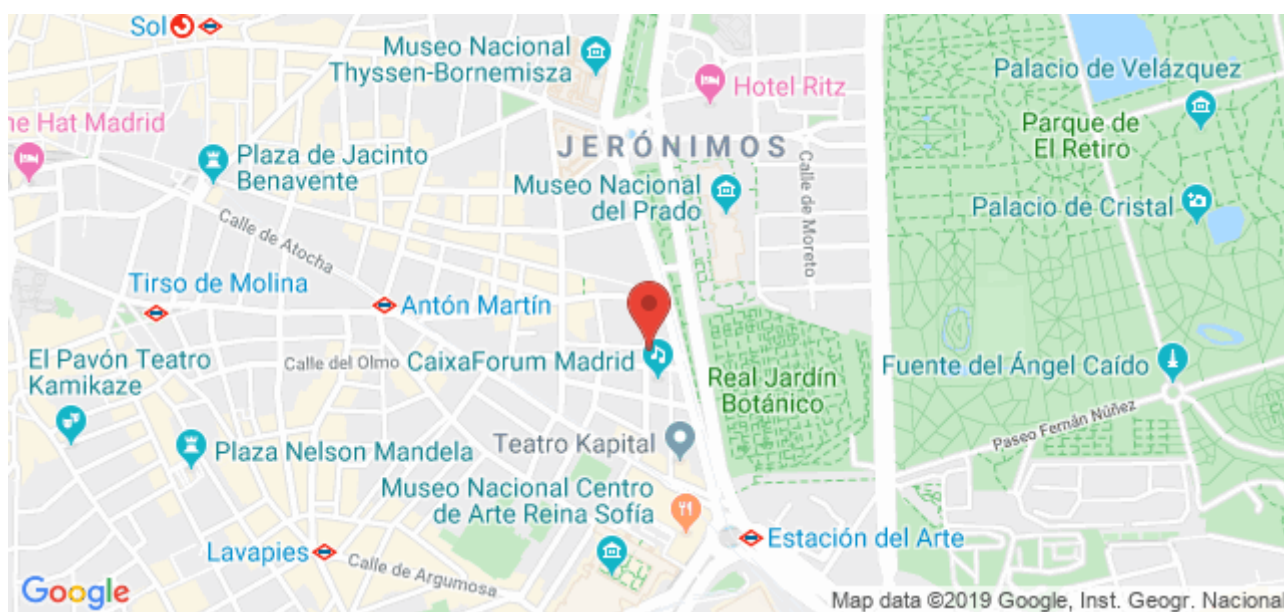 Sol
Museo Nacional
Thyssen-Bornemisza
Hotel Ritz
Palacio de Velázquez
ne Hat Madrid
Plaza de Jacinto
Benavente
JERÓNIMOS
Parque de
El Retiro
Calle de Moreto
Museo Nacional
del Prado
Palacio de Cristal
Calle de Atocha
Tirso de Molina
Antón Martín
El Pavón Teatro
Kamikaze
Calle del Olmo
CaixaForum Madrid
Real Jardín
Botánico
Fuente del Ángel Caído
Paseo Fernán Núñez
Plaza Nelson Mandela
Teatro Kapital
Museo Nacional Centro
de Arte Reina Sofía
Lavapies
Calle de Argumosa
Estación del Arte
Google
Map data ©2019 Google, Inst. Geogr. Naciona